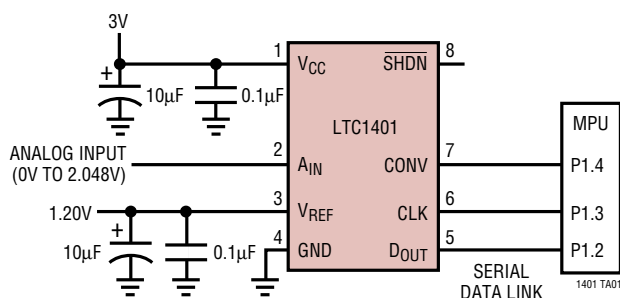 3V
1
VCC
SHDN
8
+
10µF
0.1µF
LTC1401
MPU
ANALOG INPUT
(0V TO 2.048V)
2
AIN
CONV
7
P1.4
1.20V
3
VREF
CLK
6
P1.3
+
10µF
0.1µF
4
GND
DOUT
5
P1.2
SERIAL
DATA LINK
1401 TA01